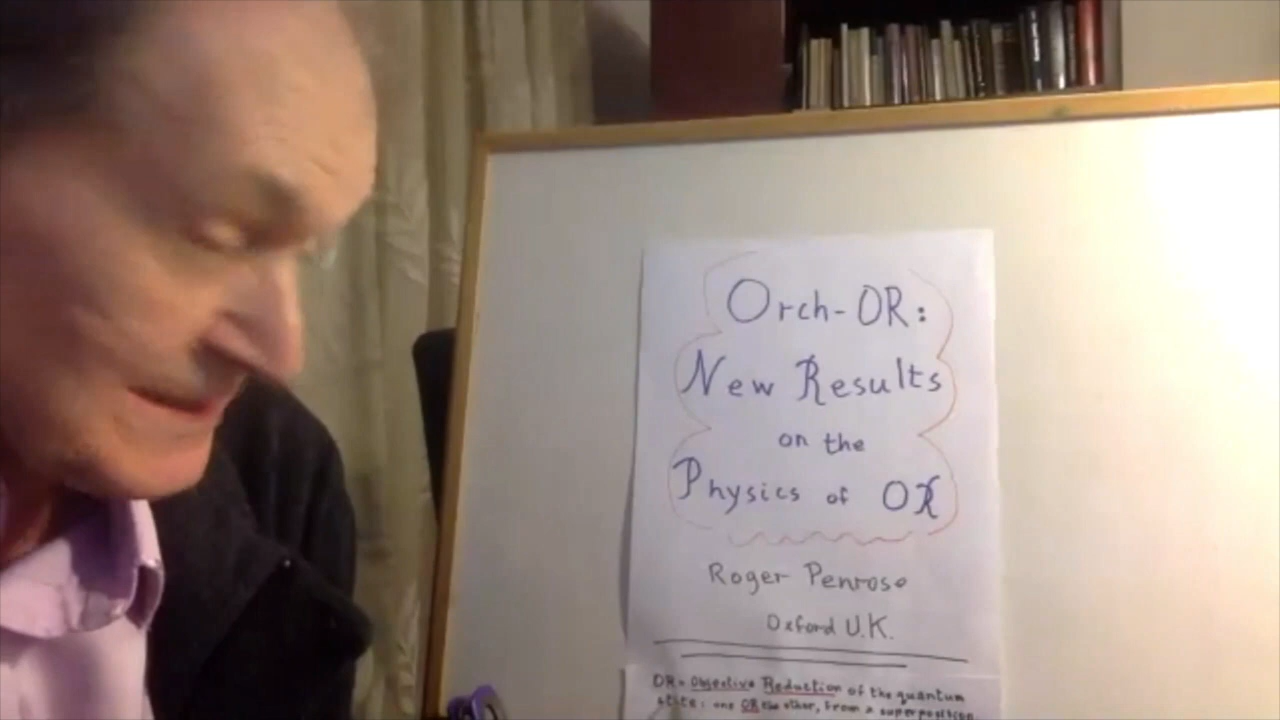 Orch-OR:
New Results
on the
Physics of OR
Roger Penrose
Oxford U.K.
OR = Objective Reduction of the quantum
state: one OR the other, from a superposition